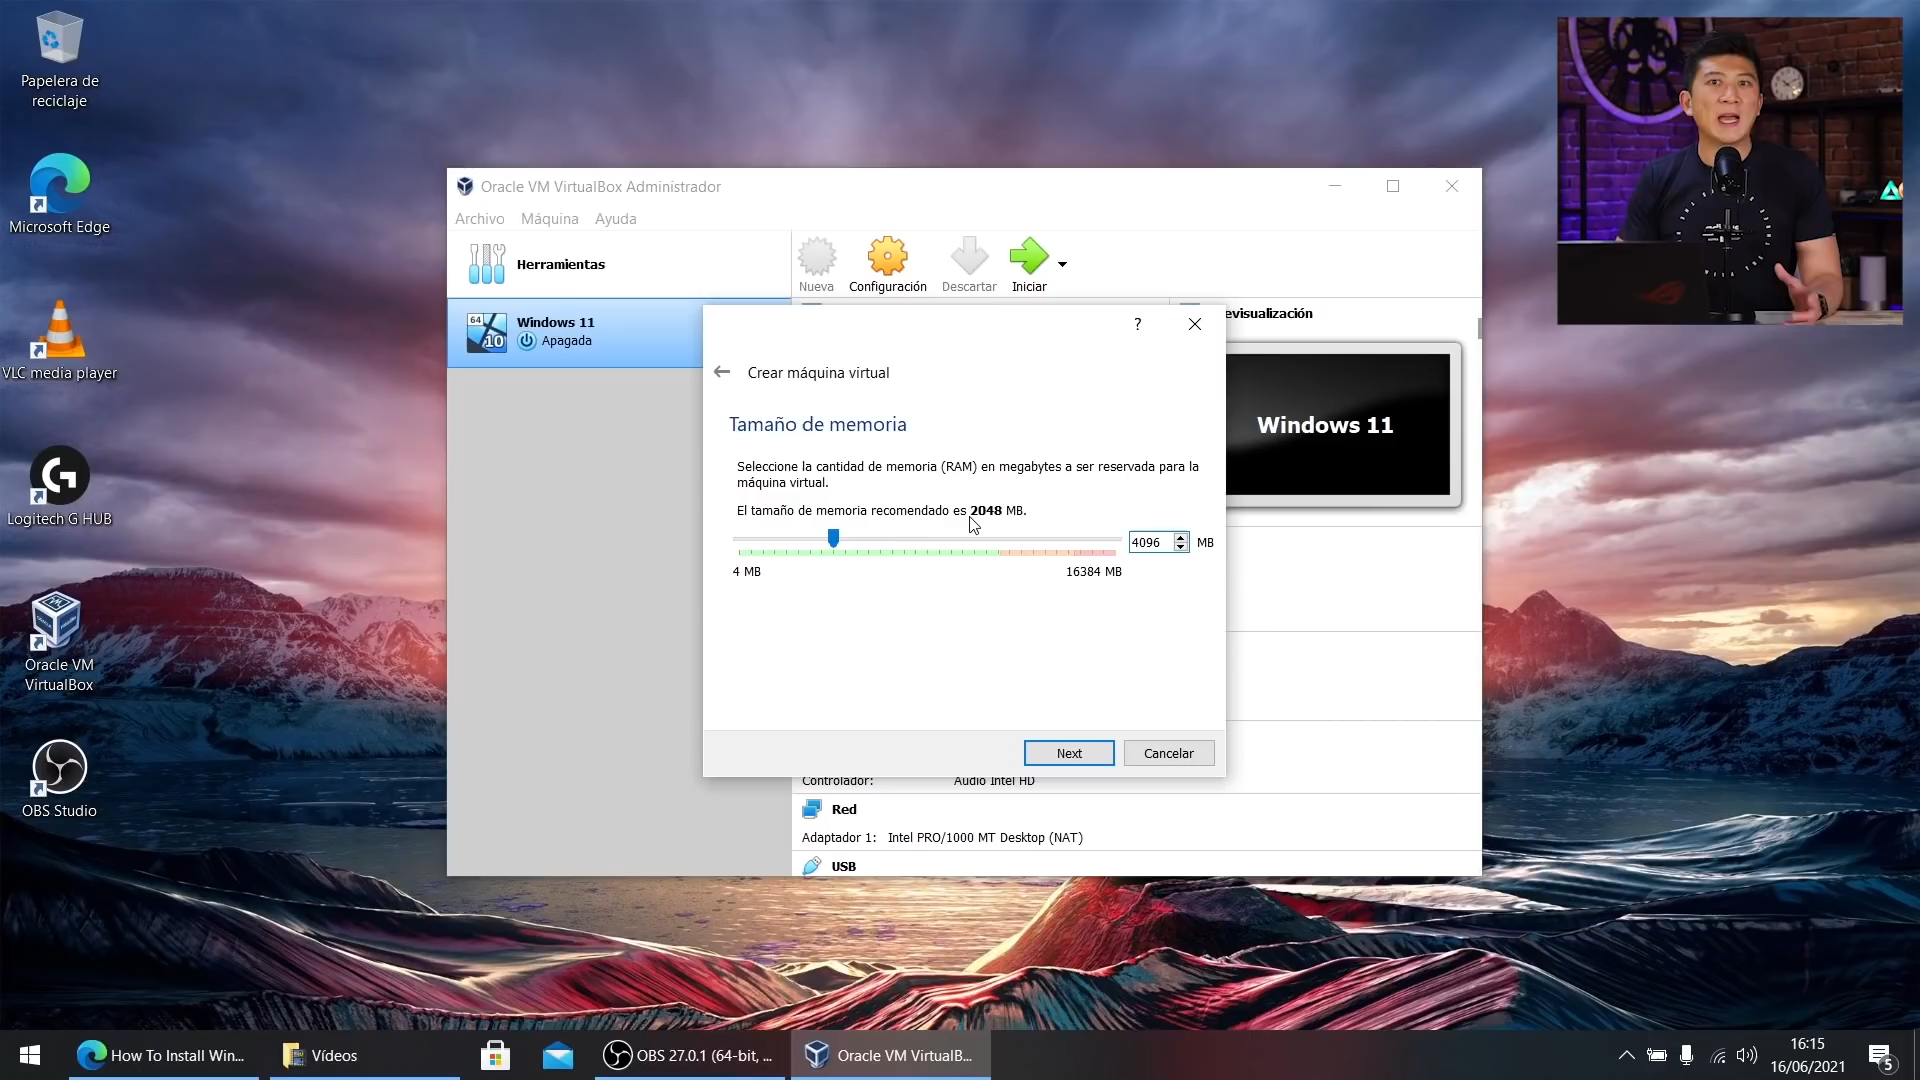 Papelera de
reciclaje
Microsoft Edge
VLC media player
Logitech G HUB
Oracle VM
VirtualBox
OBS Studio
Oracle VM VirtualBox Administrador
Archivo Máquina Ayuda
Herramientas
Nueva Configuración Descartar Iniciar
64
10
Windows 11
Apagada
evisualización
Windows 11
?
Crear máquina virtual
Tamaño de memoria
Seleccione la cantidad de memoria (RAM) en megabytes a ser reservada para la
máquina virtual.
El tamaño de memoria recomendado es 2048 MB.
4096 MB
4 MB 16384 MB
Next Cancelar
Controlador: Audio Intel HD
Red
Adaptador 1: Intel PRO/1000 MT Desktop (NAT)
USB
How To Install Win...
Vídeos
OBS 27.0.1 (64-bit, ...
Oracle VM VirtualB...
16:15
16/06/2021
5